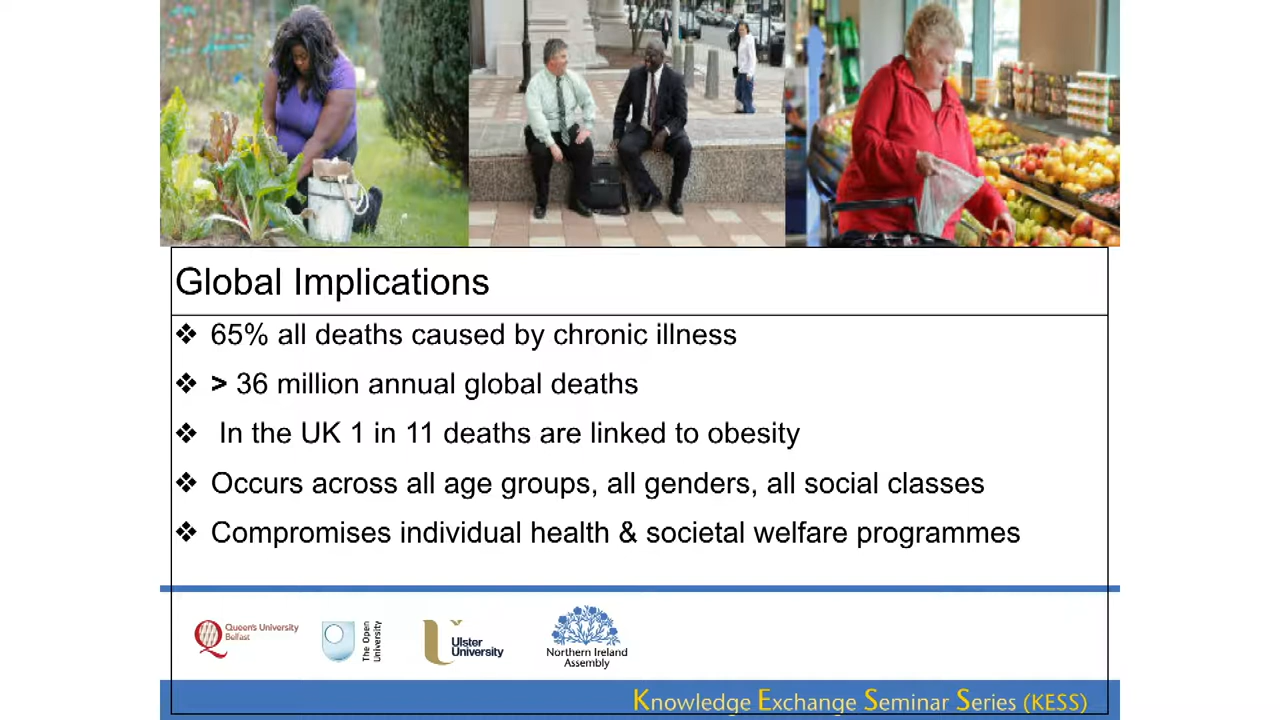 Global Implications
❖ 65% all deaths caused by chronic illness
❖ > 36 million annual global deaths
❖ In the UK 1 in 11 deaths are linked to obesity
❖ Occurs across all age groups, all genders, all social classes
❖ Compromises individual health & societal welfare programmes
Queen's University
Belfast
The Open
University
Ulster
University
Northern Ireland
Assembly
Knowledge Exchange Seminar Series (KESS)